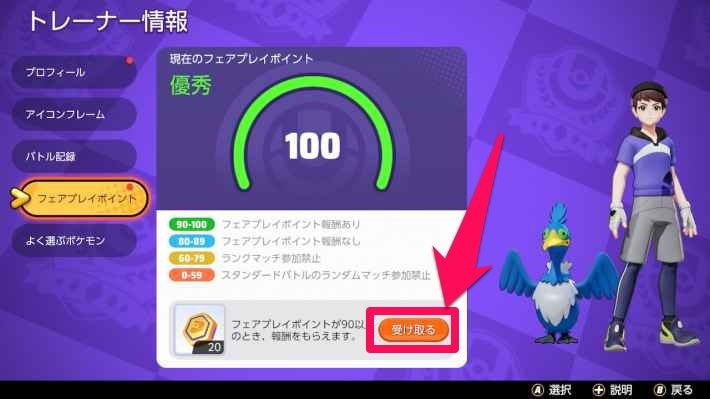 トレーナー情報
プロフィール
アイコンフレーム
バトル記録
フェアプレイポイント
よく選ぶポケモン
現在のフェアプレイポイント
優秀
100
90-100 フェアプレイポイント報酬あり
80-89 フェアプレイポイント報酬なし
60-79 ランクマッチ参加禁止
0-59 スタンダードバトルのランダムマッチ参加禁止
20
フェアプレイポイントが90以
のとき、報酬をもらえます。
受け取る
A 選択 説明 B 戻る